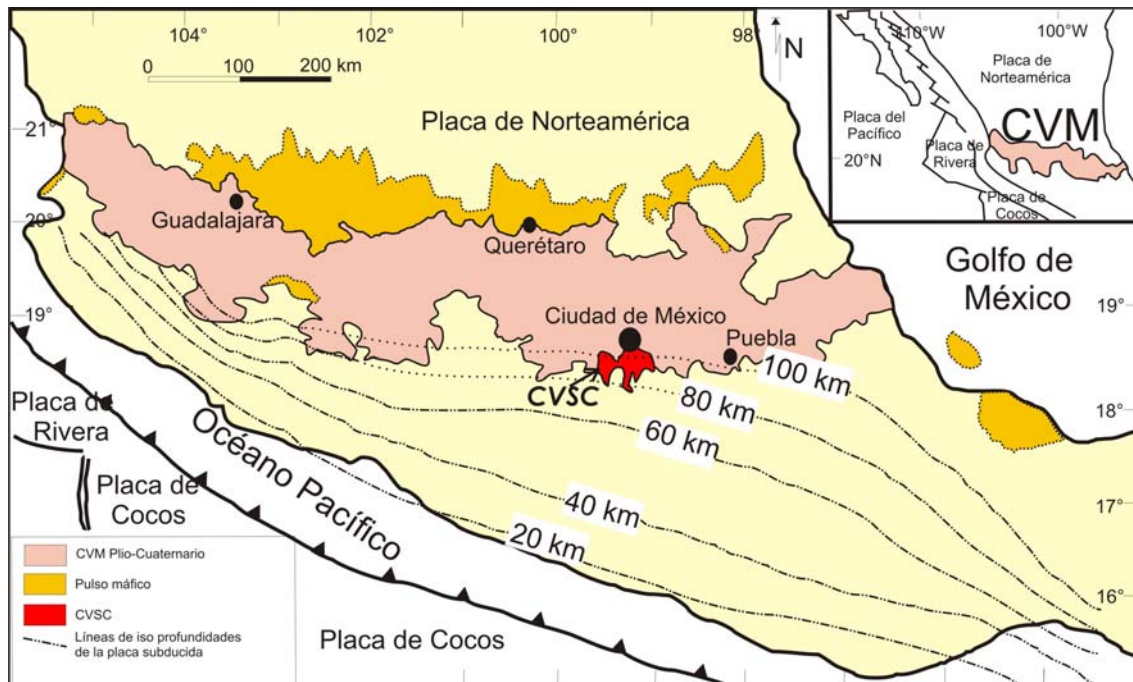 104°
102°
100°
98°
N
0 100 200 km
21°
20°
19°
Placa de Norteamérica
Guadalajara
Querétaro
Ciudad de México
Puebla
CVSC
Golfo de
México
19°
18°
17°
16°
100 km
80 km
60 km
40 km
20 km
Placa de
Rivera
Placa de
Cocos
Océano Pacífico
Placa de Cocos
CVM Plio-Cuaternario
Pulso máfico
CVSC
Líneas de iso profundidades
de la placa subducida
110°W
100°W
Placa de
Norteamérica
Placa del
Pacífico
CVM
20°N
Placa de
Rivera
Placa de
Cocos